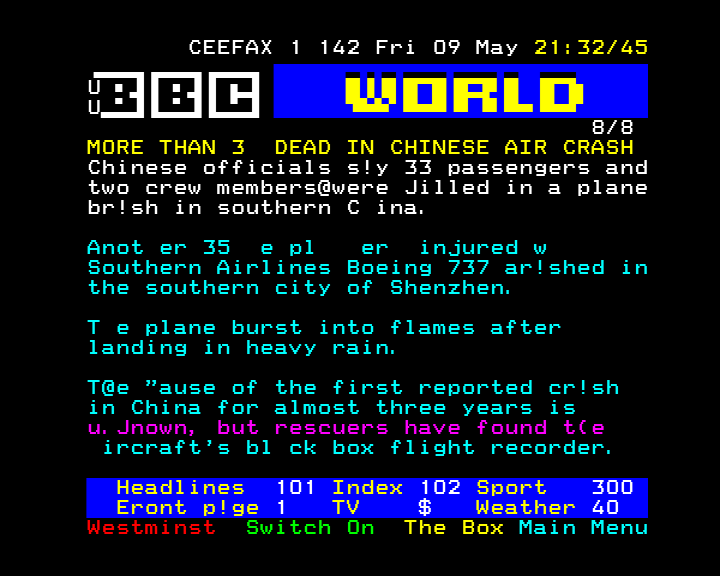 CEEFAX 1 142 Fri 09 May 21:32/45
BBC WORLD
8/8
MORE THAN 3  DEAD IN CHINESE AIR CRASH
Chinese officials s!y 33 passengers and
two crew members@were Jilled in a plane
br!sh in southern C ina.
Anot er 35  e pl   er  injured w
Southern Airlines Boeing 737 ar!shed in
the southern city of Shenzhen.
T e plane burst into flames after
landing in heavy rain.
T@e "ause of the first reported cr!sh
in China for almost three years is
u.Jnown, but rescuers have found t(e
 ircraft's bl ck box flight recorder.
Headlines 101 Index 102 Sport 300
Eront p!ge 1 TV $ Weather 40
Westminst Switch On The Box Main Menu